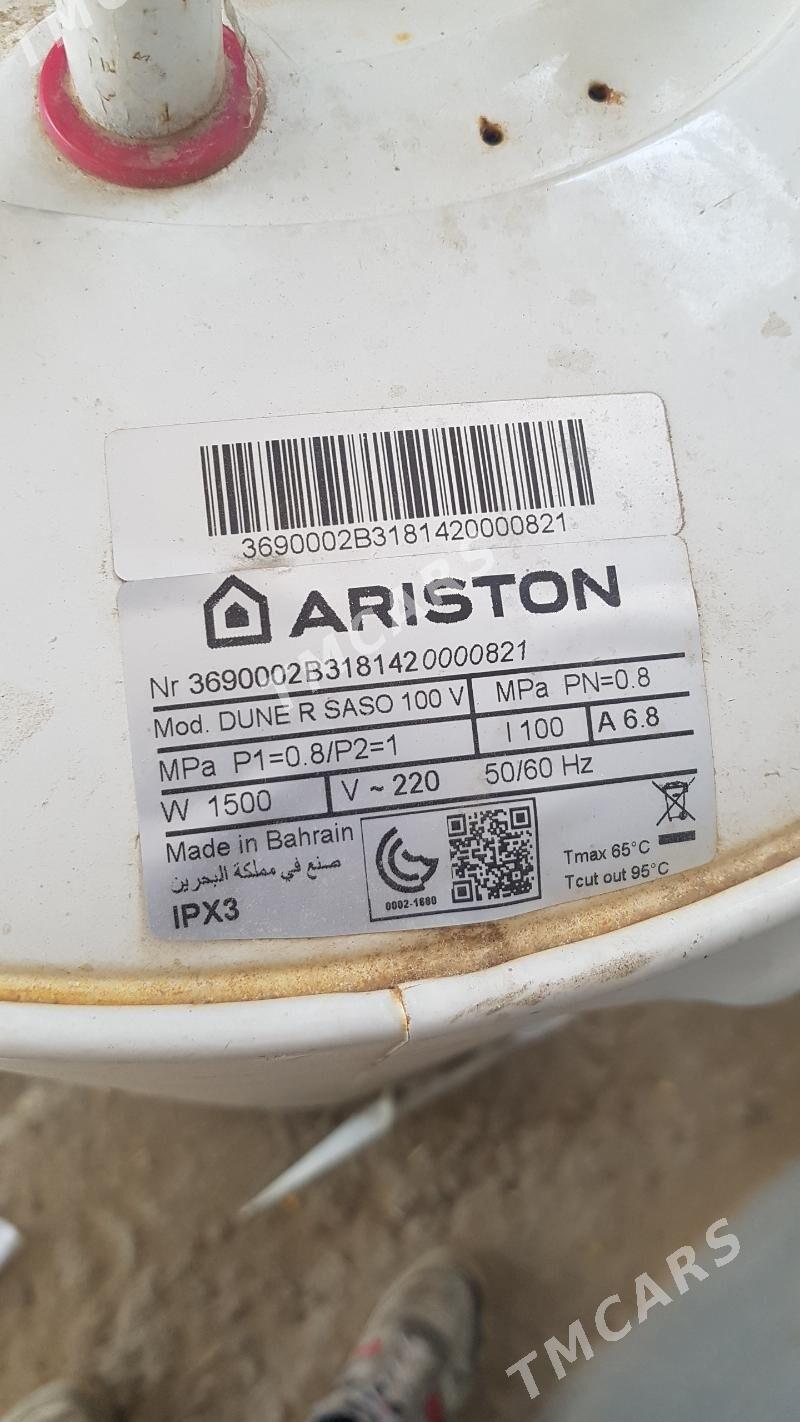 3690002B3181420000821
ARISTON
Nr 3690002B3181420000821
Mod. DUNE R SASO 100 V MPa PN=0.8
MPa P1=0.8/P2=1 l 100 A 6.8
W 1500 V ~ 220 50/60 Hz
Made in Bahrain
صنع في مملكة البحرين
IPX3
0002-1680
Tmax 65°C
Tcut out 95°C
TMCARS
TMCARS